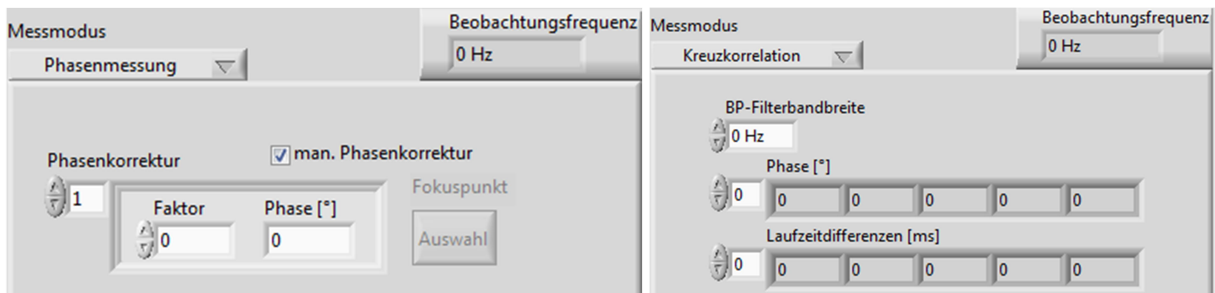 Messmodus
Beobachtungsfrequenz
Phasenmessung
0 Hz
Phasenkorrektur
man. Phasenkorrektur
1
Faktor
Phase [°]
0
0
Fokuspunkt
Auswahl
Messmodus
Beobachtungsfrequenz
Kreuzkorrelation
0 Hz
BP-Filterbandbreite
0 Hz
Phase [°]
0 0 0 0 0 0
Laufzeitdifferenzen [ms]
0 0 0 0 0 0